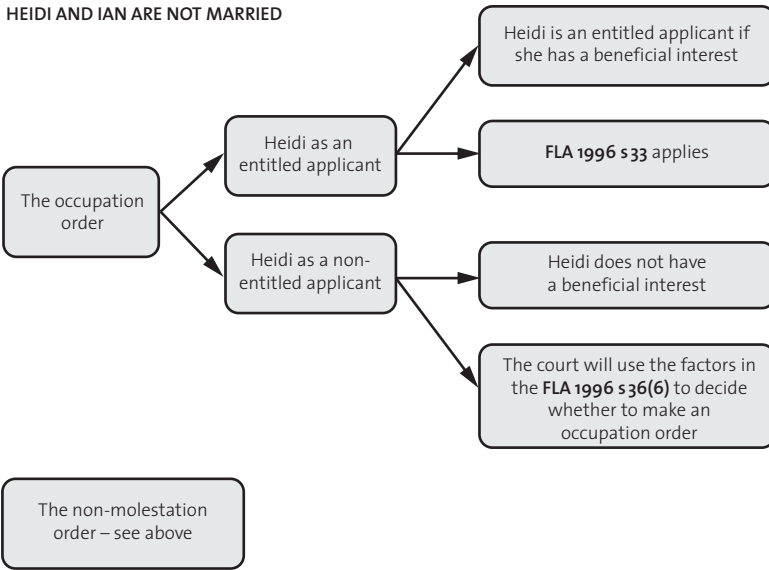 HEIDI AND IAN ARE NOT MARRIED
Heidi is an entitled applicant if
she has a beneficial interest
Heidi as an
entitled applicant
FLA 1996 s 33 applies
The occupation
order
Heidi as a non-
entitled applicant
Heidi does not have
a beneficial interest
The court will use the factors in
the FLA 1996 s 36(6) to decide
whether to make an
occupation order
The non-molestation
order – see above